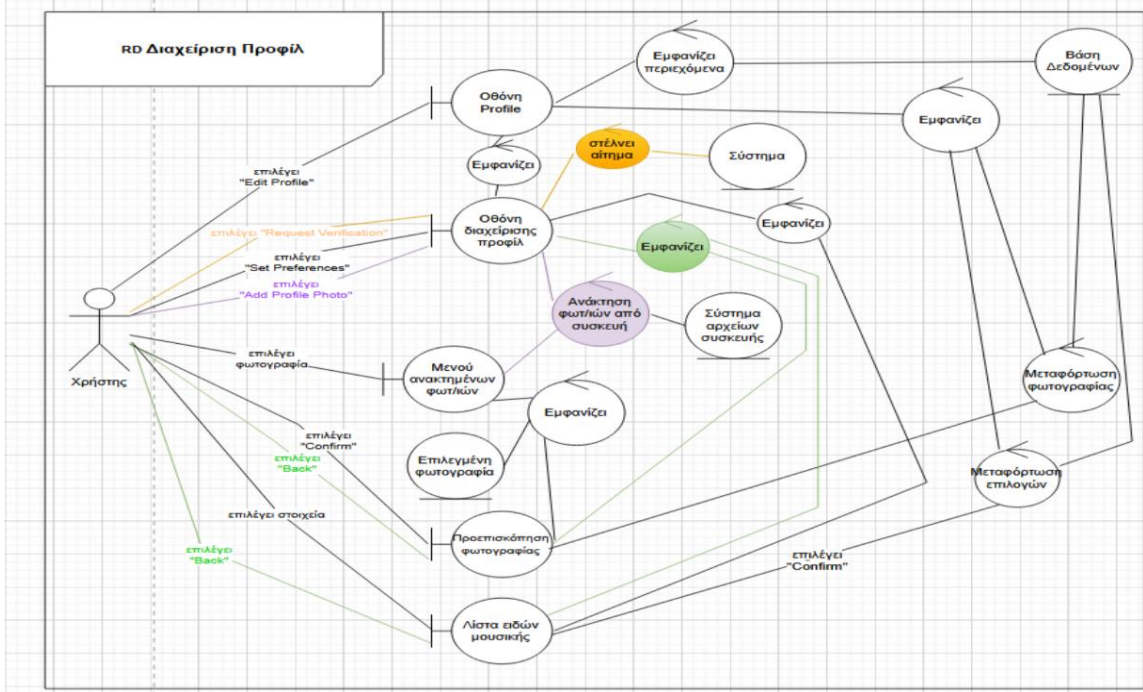 RD Διαχείριση Προφίλ
Εμφανίζει
περιεχόμενα
Βάση
Δεδομένων
Οθόνη
Profile
Εμφανίζει
στέλνει
αίτημα
Σύστημα
Εμφανίζει
επιλέγει
"Edit Profile"
Οθόνη
διαχείρισης
προφίλ
Εμφανίζει
επιλέγει "Request Verification"
Εμφανίζει
επιλέγει
"Set Preferences"
επιλέγει
"Add Profile Photo"
Ανάκτηση
φωτ/ιών από
συσκευή
Σύστημα
αρχείων
συσκευής
επιλέγει
φωτογραφία
Μενού
ανακτημένων
φωτ/ιών
Χρήστης
Μεταφόρτωση
φωτογραφίας
Εμφανίζει
επιλέγει
"Confirm"
επιλέγει
"Back"
Επιλεγμένη
φωτογραφία
Μεταφόρτωση
επιλογών
επιλέγει στοιχεία
Προεπισκόπηση
φωτογραφίας
επιλέγει
"Back"
επιλέγει
"Confirm"
Λίστα ειδών
μουσικής